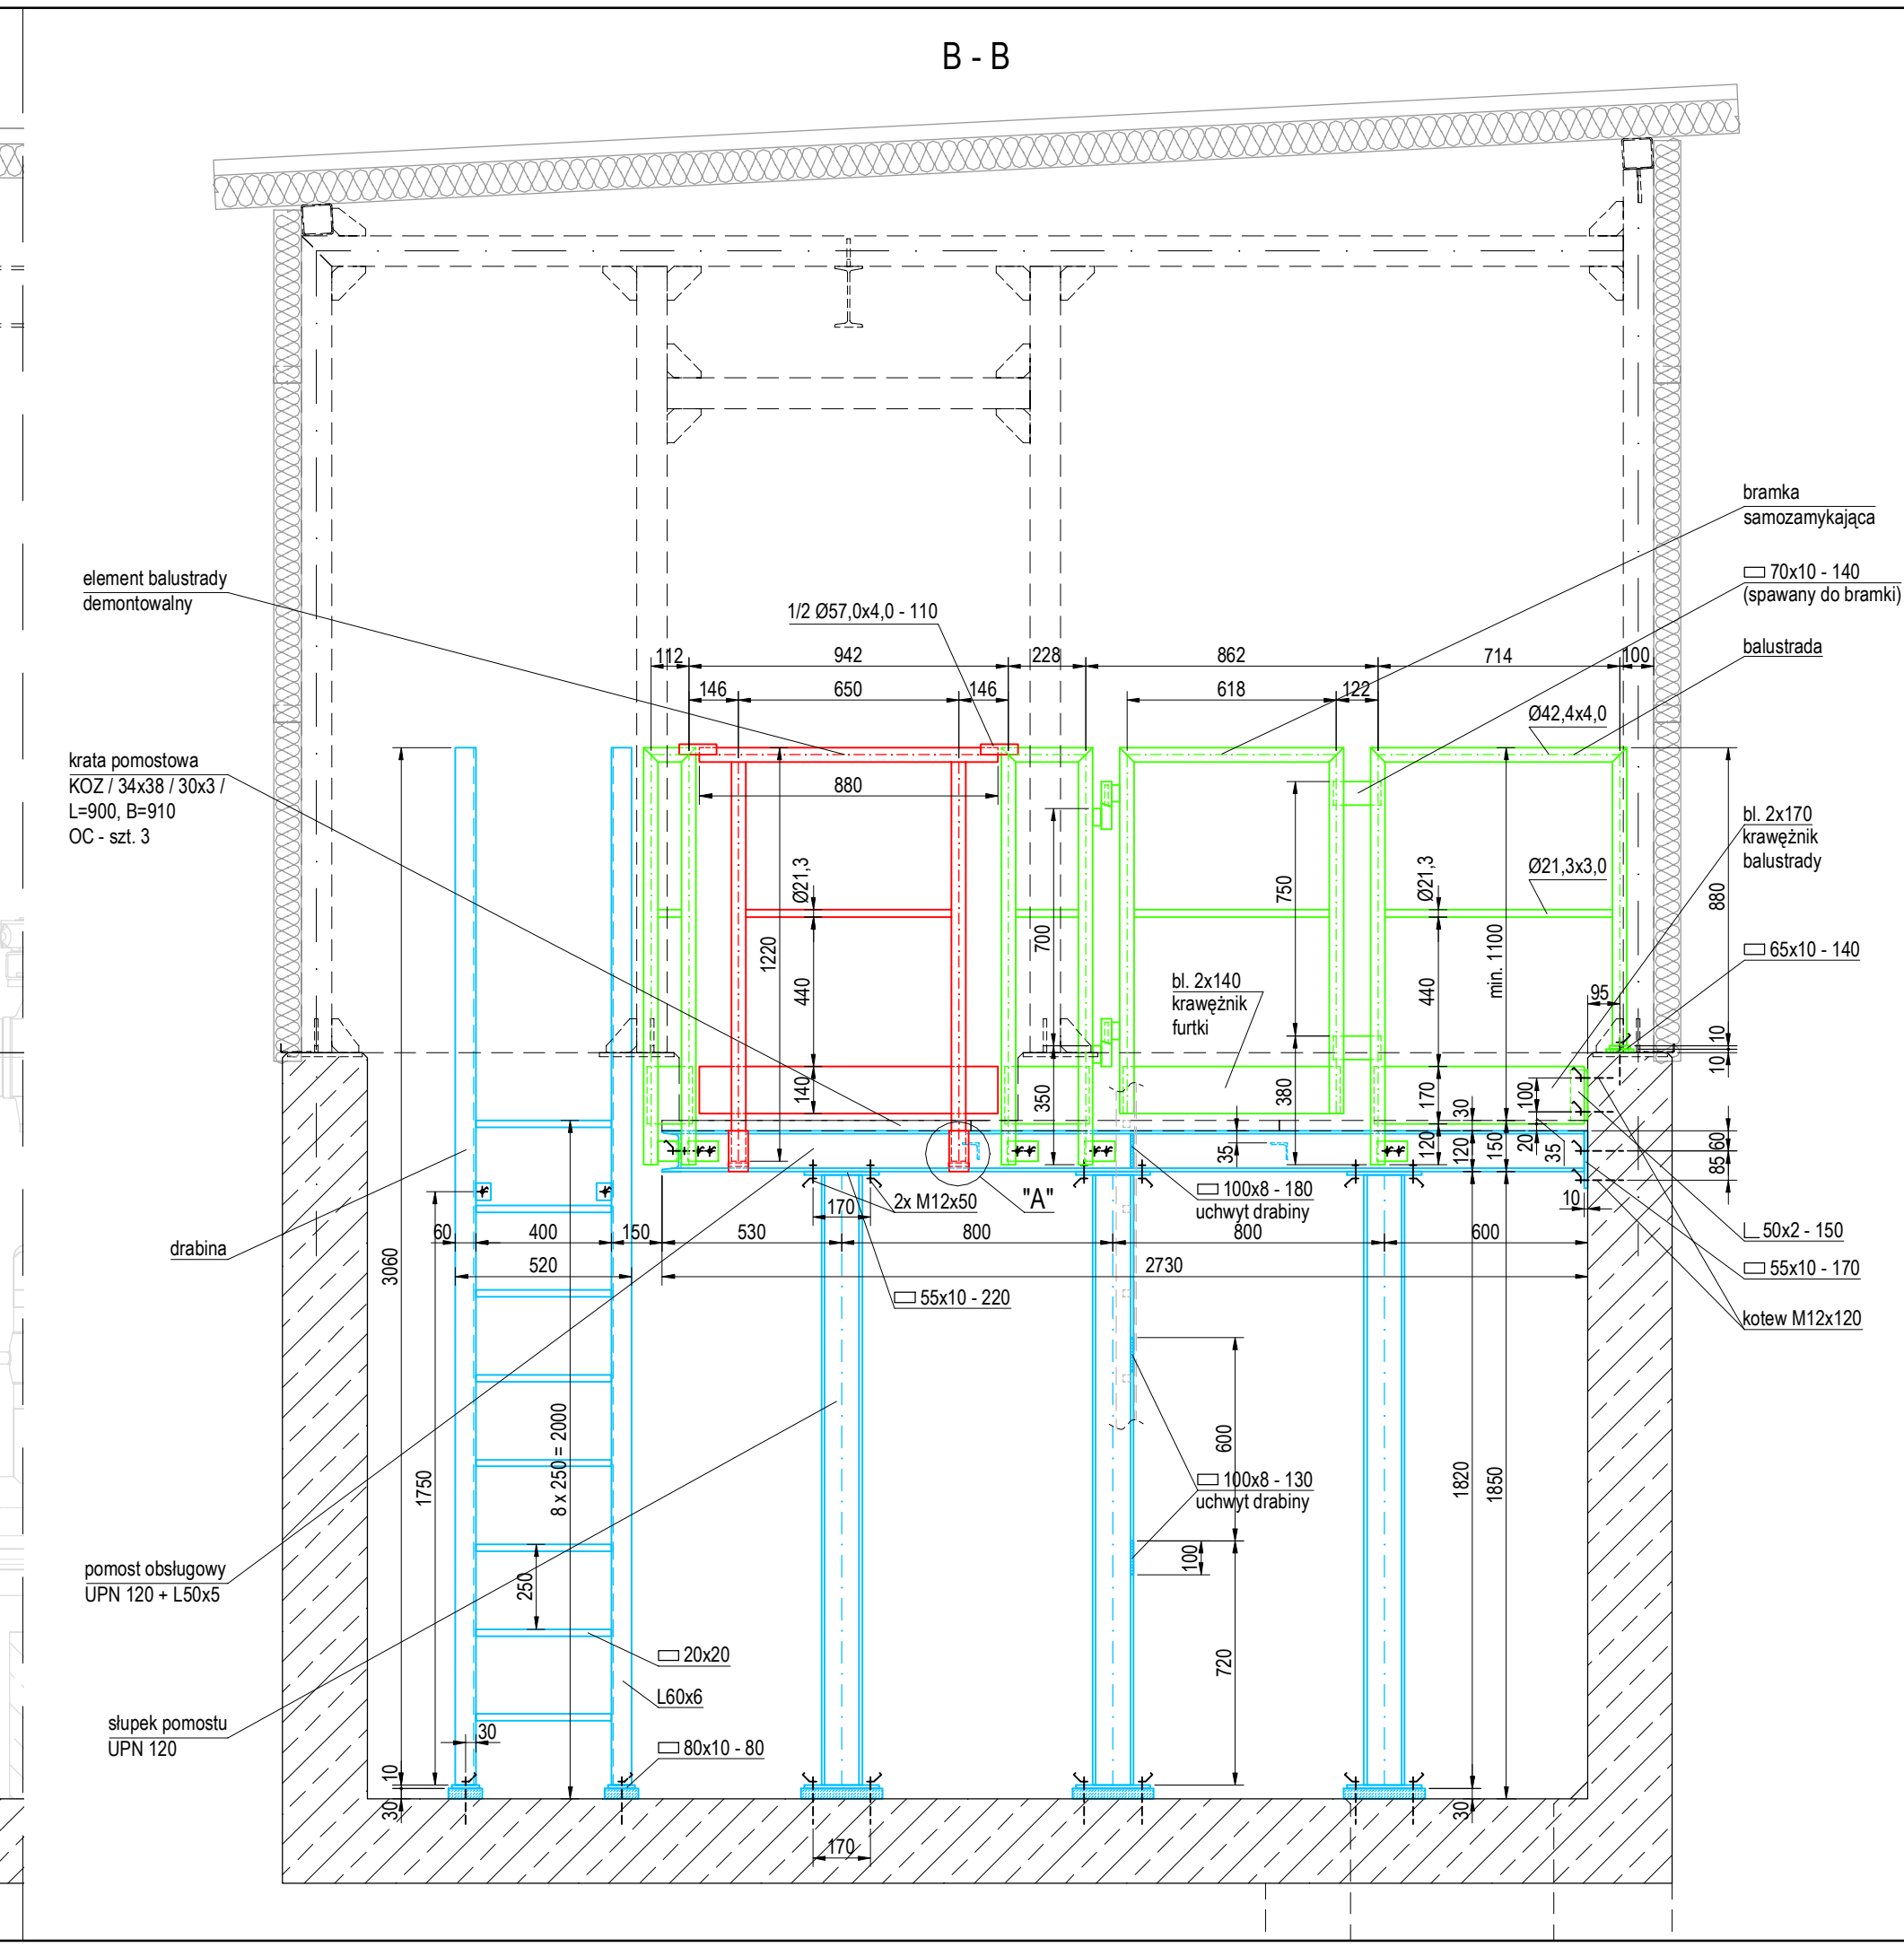 B - B
bramka
samozamykająca
70x10 - 140
(spawany do bramki)
element balustrady
demontowalny
1/2 Ø57,0x4,0 - 110
balustrada
112
942
228
862
714
100
146
650
146
618
122
Ø42,4x4,0
krata pomostowa
KOZ / 34x38 / 30x3 /
L=900, B=910
OC - szt. 3
880
bl. 2x170
krawężnik
balustrady
Ø21,3
Ø21,3
Ø21,3x3,0
750
880
1220
700
440
440
min. 1100
65x10 - 140
bl. 2x140
krawężnik
furtki
95
10
10
140
350
380
170
30
100
120
120
150
20
35
60
85
35
10
"A"
2x M12x50
100x8 - 180
uchwyt drabiny
170
60
400
150
530
800
800
600
L 50x2 - 150
drabina
520
2730
55x10 - 170
55x10 - 220
kotew M12x120
3060
1750
8 x 250 = 2000
600
1820
1850
100x8 - 130
uchwyt drabiny
100
pomost obsługowy
UPN 120 + L50x5
250
720
20x20
L60x6
słupek pomostu
UPN 120
30
80x10 - 80
10
30
30
170